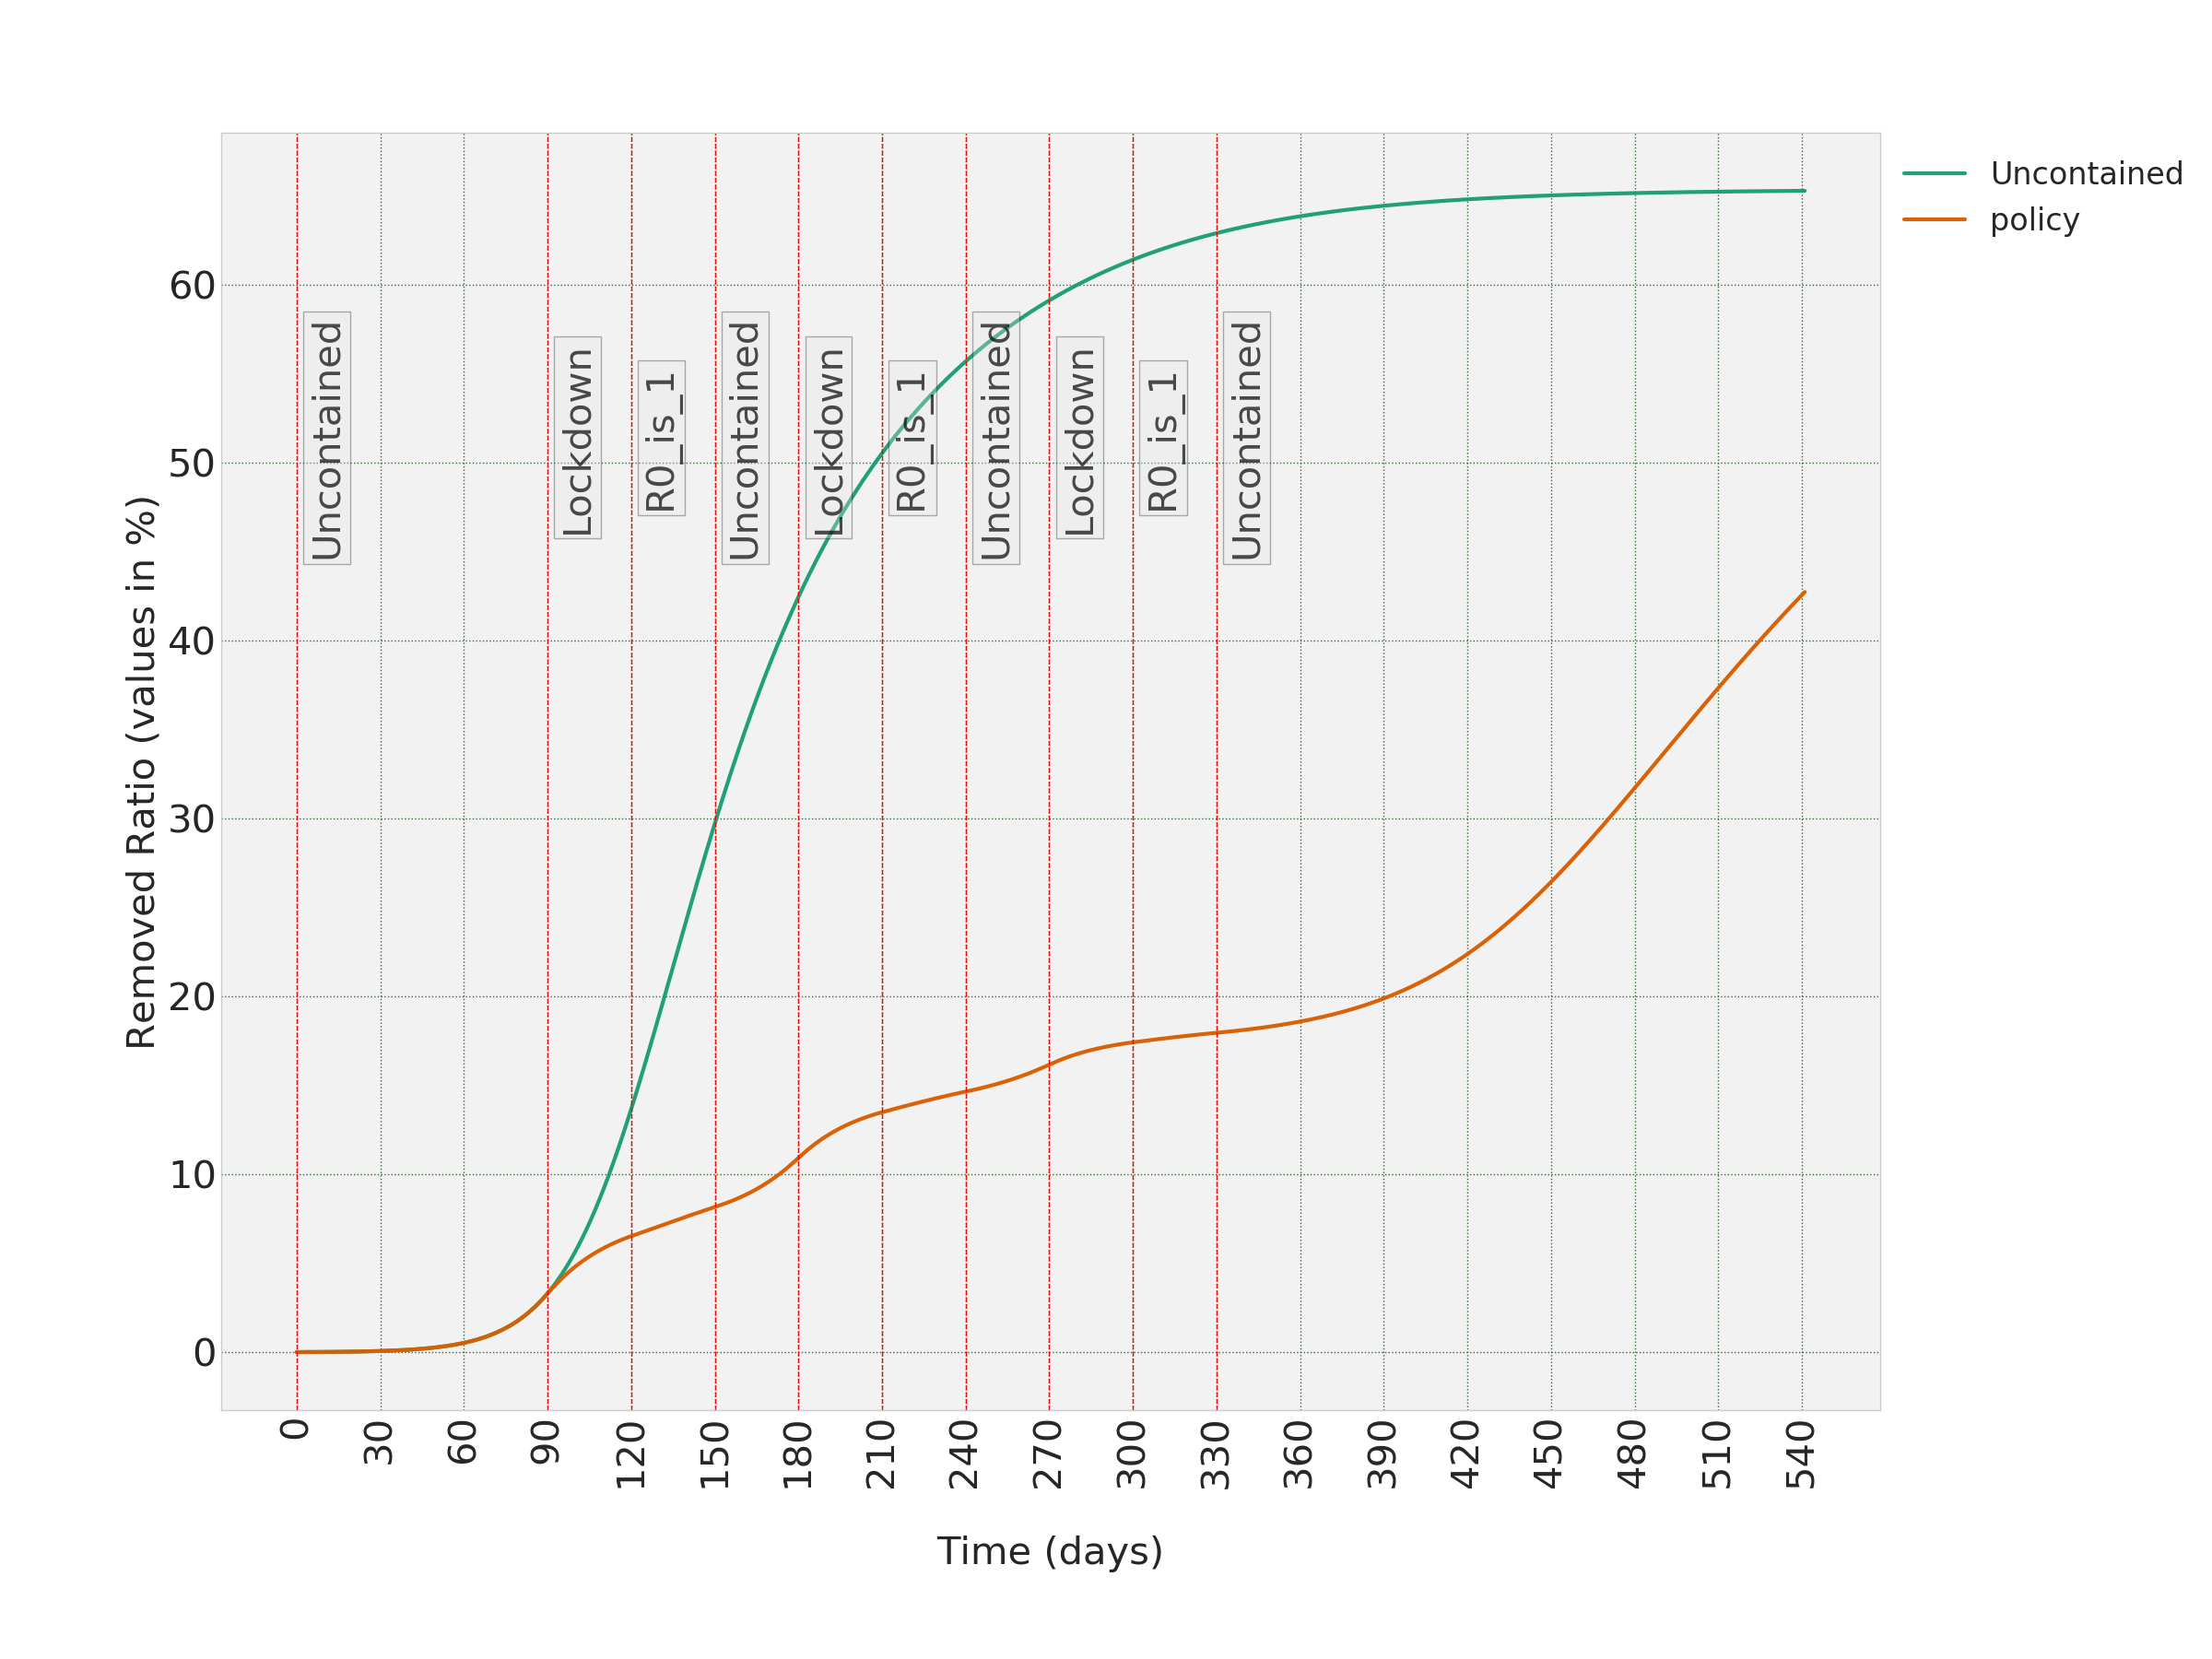 Uncontained
policy
60
50
40
30
20
10
0
Removed Ratio (values in %)
Uncontained
Lockdown
R0_is_1
Uncontained
Lockdown
R0_is_1
Uncontained
Lockdown
R0_is_1
Uncontained
0
30
60
90
120
150
180
210
240
270
300
330
360
390
420
450
480
510
540
Time (days)